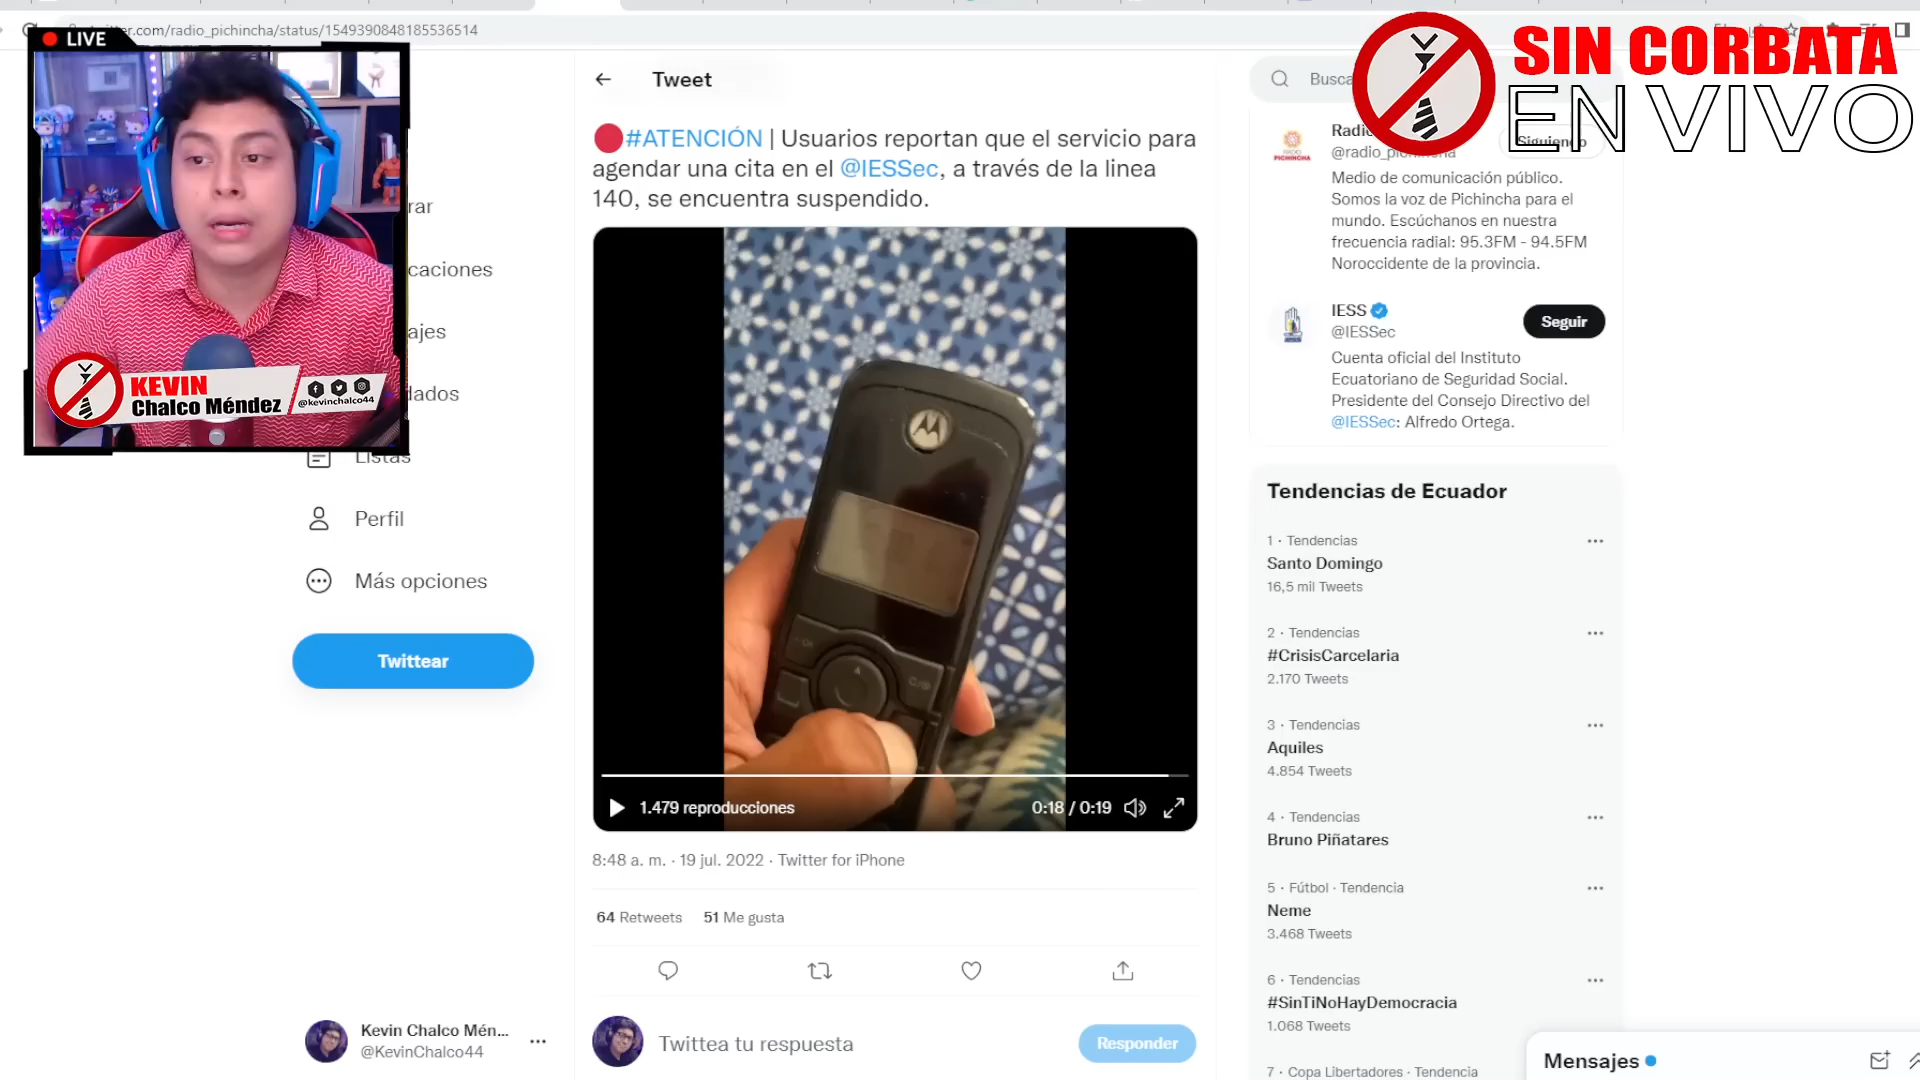 LIVE
er.com/radio_pichincha/status/1549390848185536514
SIN CORBATA
EN VIVO
Tweet
Busca
#ATENCIÓN | Usuarios reportan que el servicio para
agendar una cita en el @IESSec, a través de la linea
140, se encuentra suspendido.
rar
caciones
ajes
dados
Listas
Perfil
Más opciones
Twittear
KEVIN
Chalco Méndez
@kevinchalco44
1.479 reproducciones
0:18 / 0:19
8:48 a. m. · 19 jul. 2022 · Twitter for iPhone
64 Retweets 51 Me gusta
Twittea tu respuesta
Responder
Kevin Chalco Mén...
@KevinChalco44
Radi
RADIO
PICHINCHA
@radio_pichincha
Siguiendo
Medio de comunicación público.
Somos la voz de Pichincha para el
mundo. Escúchanos en nuestra
frecuencia radial: 95.3FM - 94.5FM
Noroccidente de la provincia.
IESS
@IESSec
Seguir
Cuenta oficial del Instituto
Ecuatoriano de Seguridad Social.
Presidente del Consejo Directivo del
@IESSec: Alfredo Ortega.
Tendencias de Ecuador
1 · Tendencias
Santo Domingo
16,5 mil Tweets
2 · Tendencias
#CrisisCarcelaria
2.170 Tweets
3 · Tendencias
Aquiles
4.854 Tweets
4 · Tendencias
Bruno Piñatares
5 · Fútbol · Tendencia
Neme
3.468 Tweets
6 · Tendencias
#SinTiNoHayDemocracia
1.068 Tweets
7 · Copa Libertadores · Tendencia
Mensajes